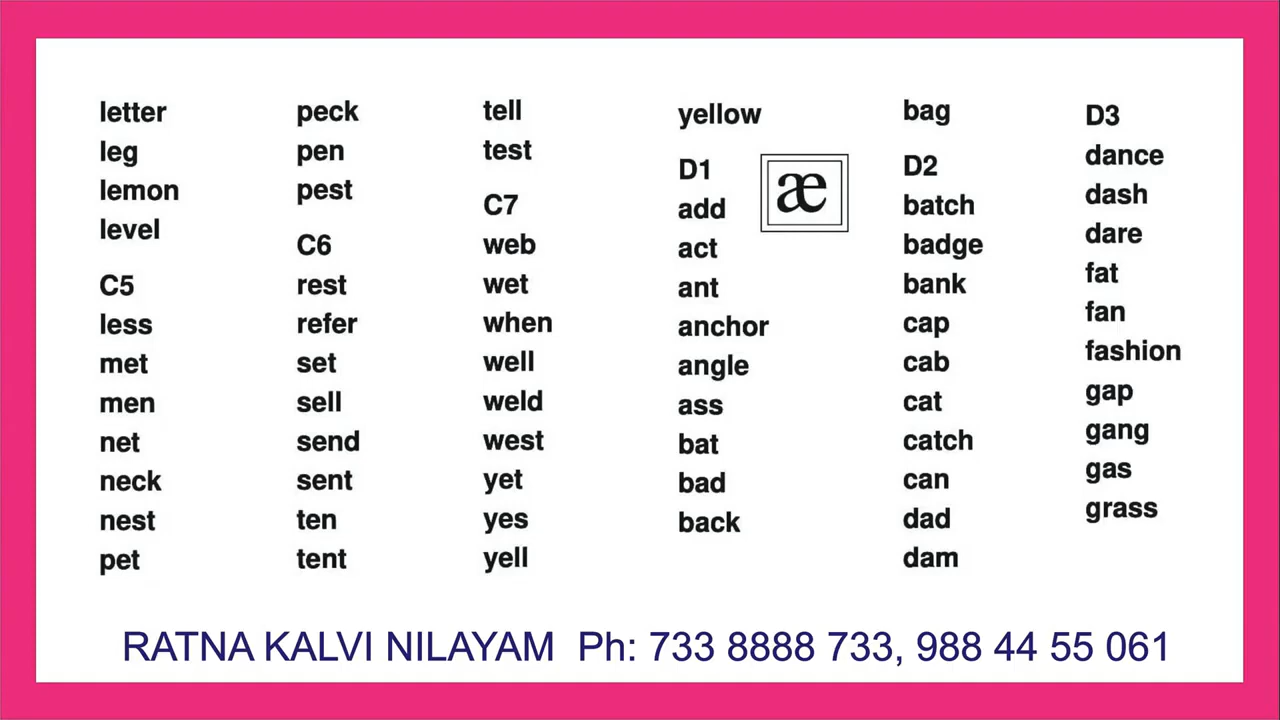 letter
leg
lemon
level
C5
less
met
men
net
neck
nest
pet
peck
pen
pest
C6
rest
refer
set
sell
send
sent
ten
tent
tell
test
C7
web
wet
when
well
weld
west
yet
yes
yell
yellow
D1
æ
add
act
ant
anchor
angle
ass
bat
bad
back
bag
D2
batch
badge
bank
cap
cab
cat
catch
can
dad
dam
D3
dance
dash
dare
fat
fan
fashion
gap
gang
gas
grass
RATNA KALVI NILAYAM Ph: 733 8888 733, 988 44 55 061